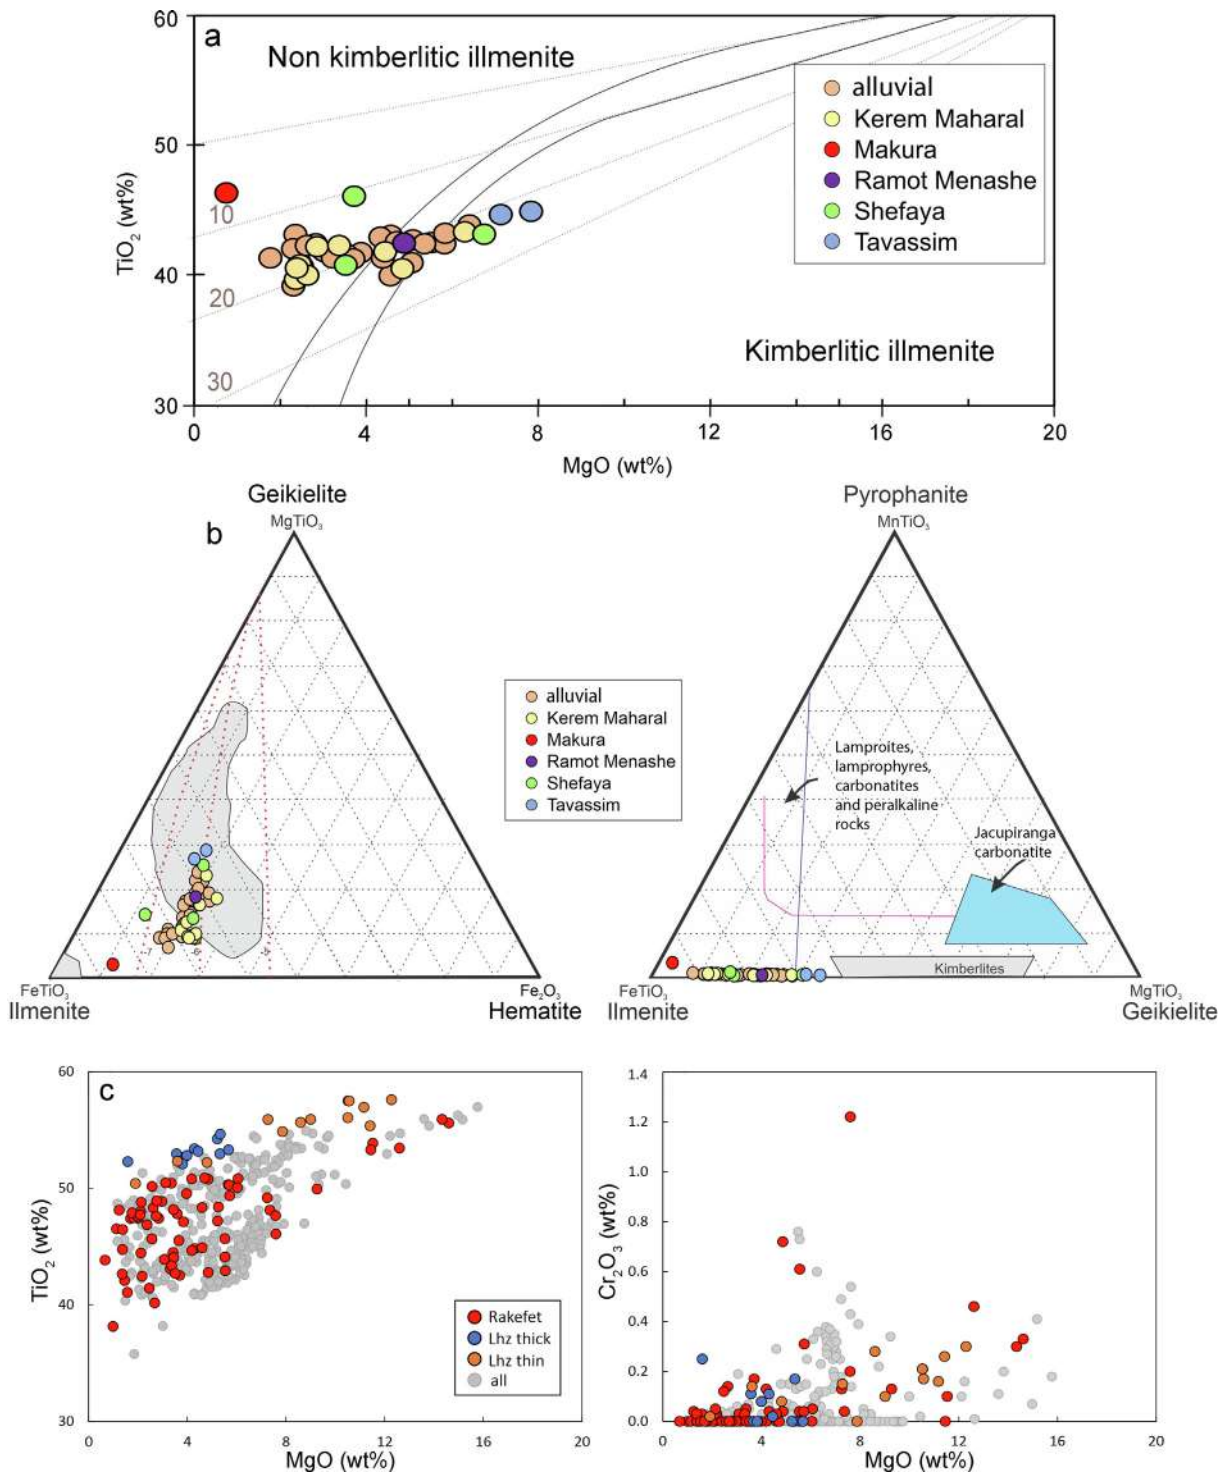 a
Non kimberlitic illmenite
Kimberlitic illmenite
alluvial
Kerem Maharal
Makura
Ramot Menashe
Shefaya
Tavassim
10
20
30
60
50
40
30
TiO₂ (wt%)
0
4
8
12
16
20
MgO (wt%)
b
Geikielite
MgTiO₃
FeTiO₃
Illmenite
Fe₂O₃
Hematite
alluvial
Kerem Maharal
Makura
Ramot Menashe
Shefaya
Tavassim
Pyrophanite
MnTiO₃
Lamproites,
lamprophyres,
carbonatites
and peralkaline
rocks
Jacupiranga
carbonatite
Kimberlites
FeTiO₃
Illmenite
MgTiO₃
Geikielite
c
60
50
40
30
TiO₂ (wt%)
Rakefet
Lhz thick
Lhz thin
all
0
4
8
12
16
20
MgO (wt%)
1.4
1.2
1.0
0.8
0.6
0.4
0.2
0.0
Cr₂O₃ (wt%)
0
4
8
12
16
20
MgO (wt%)